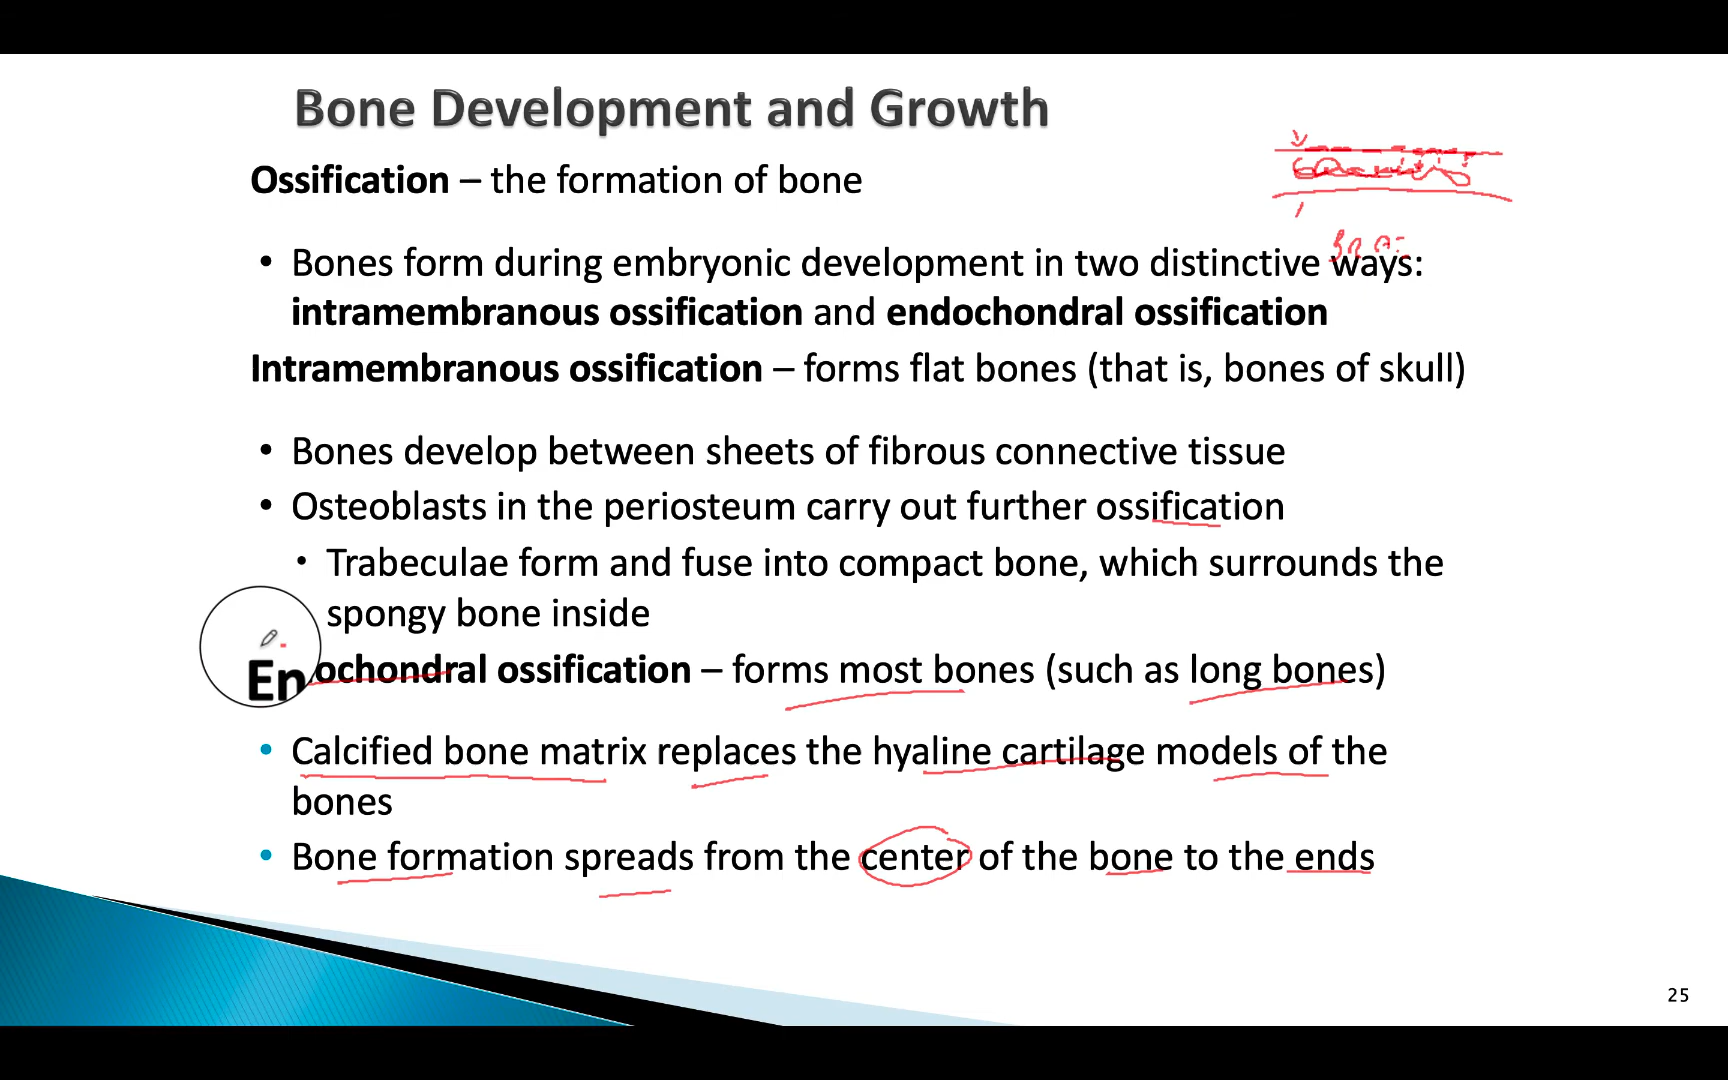 Bone Development and Growth
Ossification – the formation of bone
• Bones form during embryonic development in two distinctive ways:
intramembranous ossification and endochondral ossification
Intramembranous ossification – forms flat bones (that is, bones of skull)
• Bones develop between sheets of fibrous connective tissue
• Osteoblasts in the periosteum carry out further ossification
• Trabeculae form and fuse into compact bone, which surrounds the
spongy bone inside
Enochondral ossification – forms most bones (such as long bones)
• Calcified bone matrix replaces the hyaline cartilage models of the
bones
• Bone formation spreads from the center of the bone to the ends
25